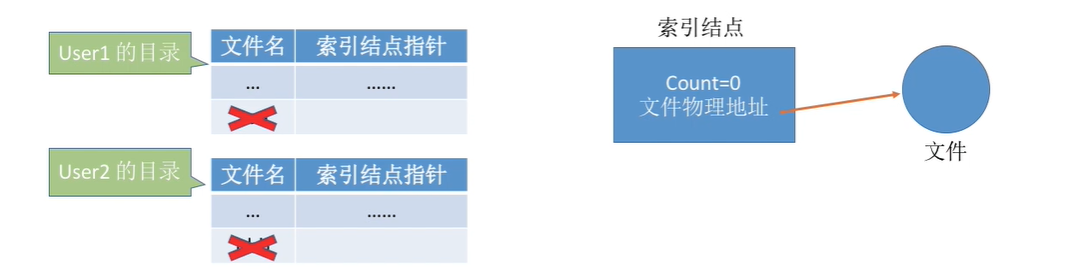 User1 的目录
文件名 索引结点指针
... ......
User2 的目录
文件名 索引结点指针
... ......
索引结点
Count=0
文件物理地址
文件